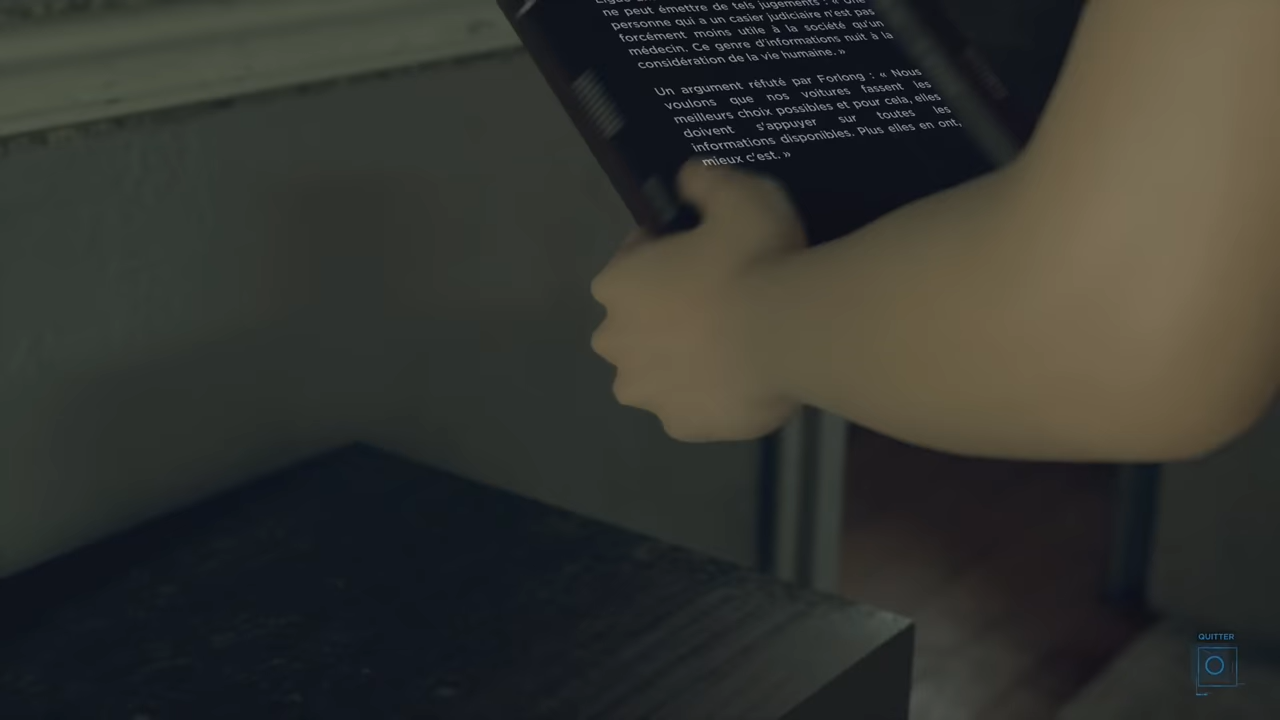 ne peut émettre de tels jugements : « Une
personne qui a un casier judiciaire n'est pas
forcément moins utile à la société qu'un
médecin. Ce genre d'informations nuit à la
considération de la vie humaine. »
Un argument réfuté par Forlong : « Nous
voulons que nos voitures fassent les
meilleurs choix possibles et pour cela, elles
doivent s'appuyer sur toutes les
informations disponibles. Plus elles en ont,
mieux c'est. »
QUITTER